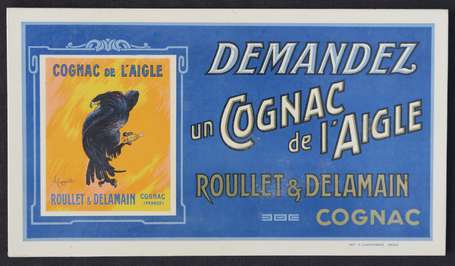 COGNAC DE L'AIGLE
ROULLET & DELAMAIN
COGNAC
(FRANCE)
DEMANDEZ
un COGNAC
de l'AIGLE
ROULLET & DELAMAIN
COGNAC